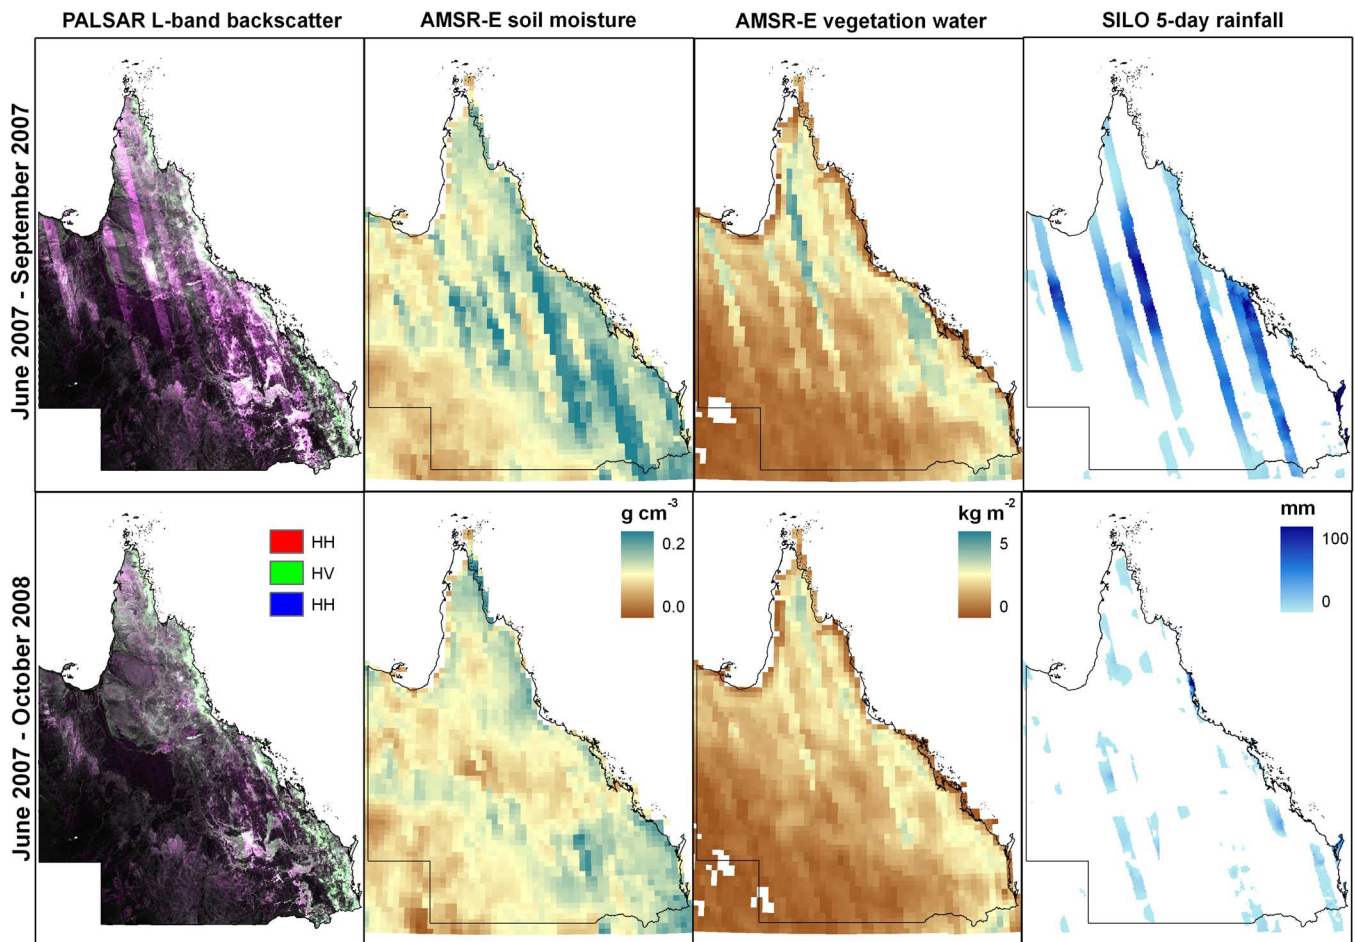 PALSAR L-band backscatter
AMSR-E soil moisture
AMSR-E vegetation water
SILO 5-day rainfall
June 2007 - September 2007
June 2007 - October 2008
HH
HV
HH
g cm-3
0.2
0.0
kg m-2
5
0
mm
100
0